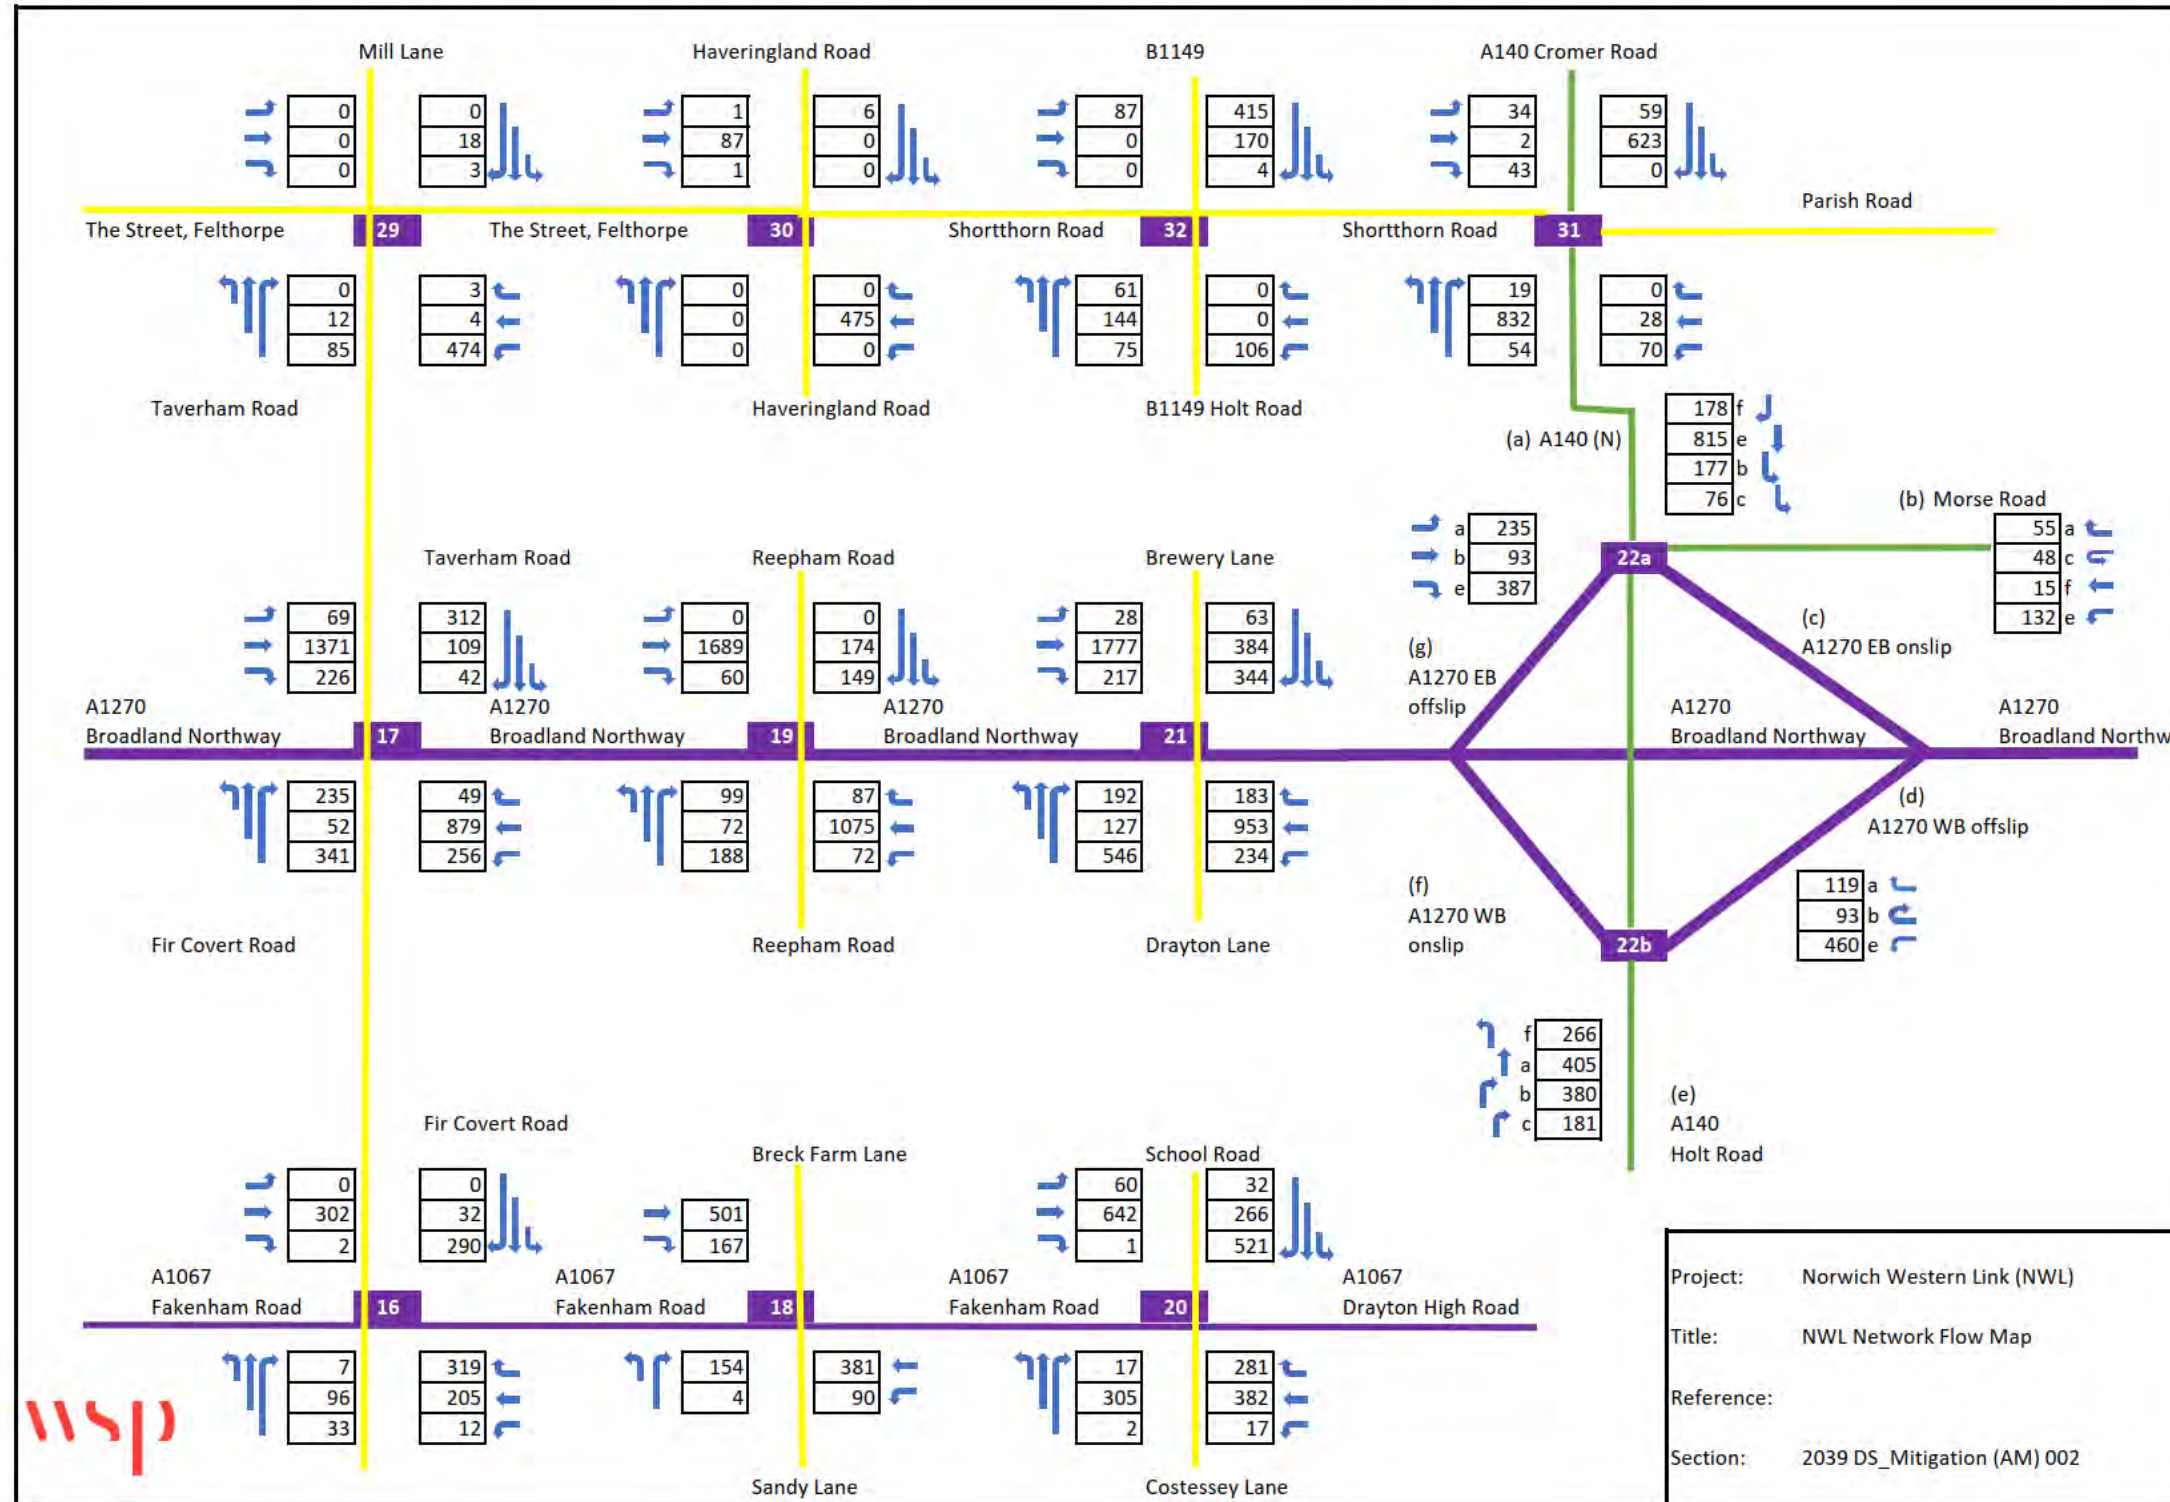 Mill Lane Haveringland Road B1149 A140 Cromer Road
0 0 1 6 87 415 34 59
0 18 87 0 0 170 2 623
0 3 1 0 0 4 43 0
Parish Road
The Street, Felthorpe 29 The Street, Felthorpe 30 Shortthorn Road 32 Shortthorn Road 31
0 3 0 0 61 0 19 0
12 4 0 475 144 0 832 28
85 474 0 0 75 106 54 70
Taverham Road Haveringland Road B1149 Holt Road
178 f
(a) A140 (N) 815 e
177 b
76 c (b) Morse Road
a 235 55 a
Taverham Road Reepham Road Brewery Lane b 93 22a 48 c
e 387 15 f
132 e
69 312 0 0 28 63
1371 109 1689 174 1777 384
226 42 60 149 217 344
(c)
A1270 EB onslip
(g)
A1270 EB
offslip
A1270 A1270 A1270 A1270 A1270
Broadland Northway 17 Broadland Northway 19 Broadland Northway 21 Broadland Northway Broadland Northw
235 49 99 87 192 183
52 879 72 1075 127 953
341 256 188 72 546 234
(d)
A1270 WB offslip
(f)
A1270 WB
onslip
119 a
93 b
460 e
Fir Covert Road Reepham Road Drayton Lane 22b
f 266
a 405
b 380
c 181
(e)
A140
Holt Road
Fir Covert Road Breck Farm Lane School Road
0 0 60 32
302 32 501 642 266
2 290 167 1 521
A1067 A1067 A1067 A1067
Fakenham Road 16 Fakenham Road 18 Fakenham Road 20 Drayton High Road
7 319 154 381 17 281
96 205 4 90 305 382
33 12 2 17
Sandy Lane Costessey Lane
wsp
Project: Norwich Western Link (NWL)
Title: NWL Network Flow Map
Reference:
Section: 2039 DS_Mitigation (AM) 002